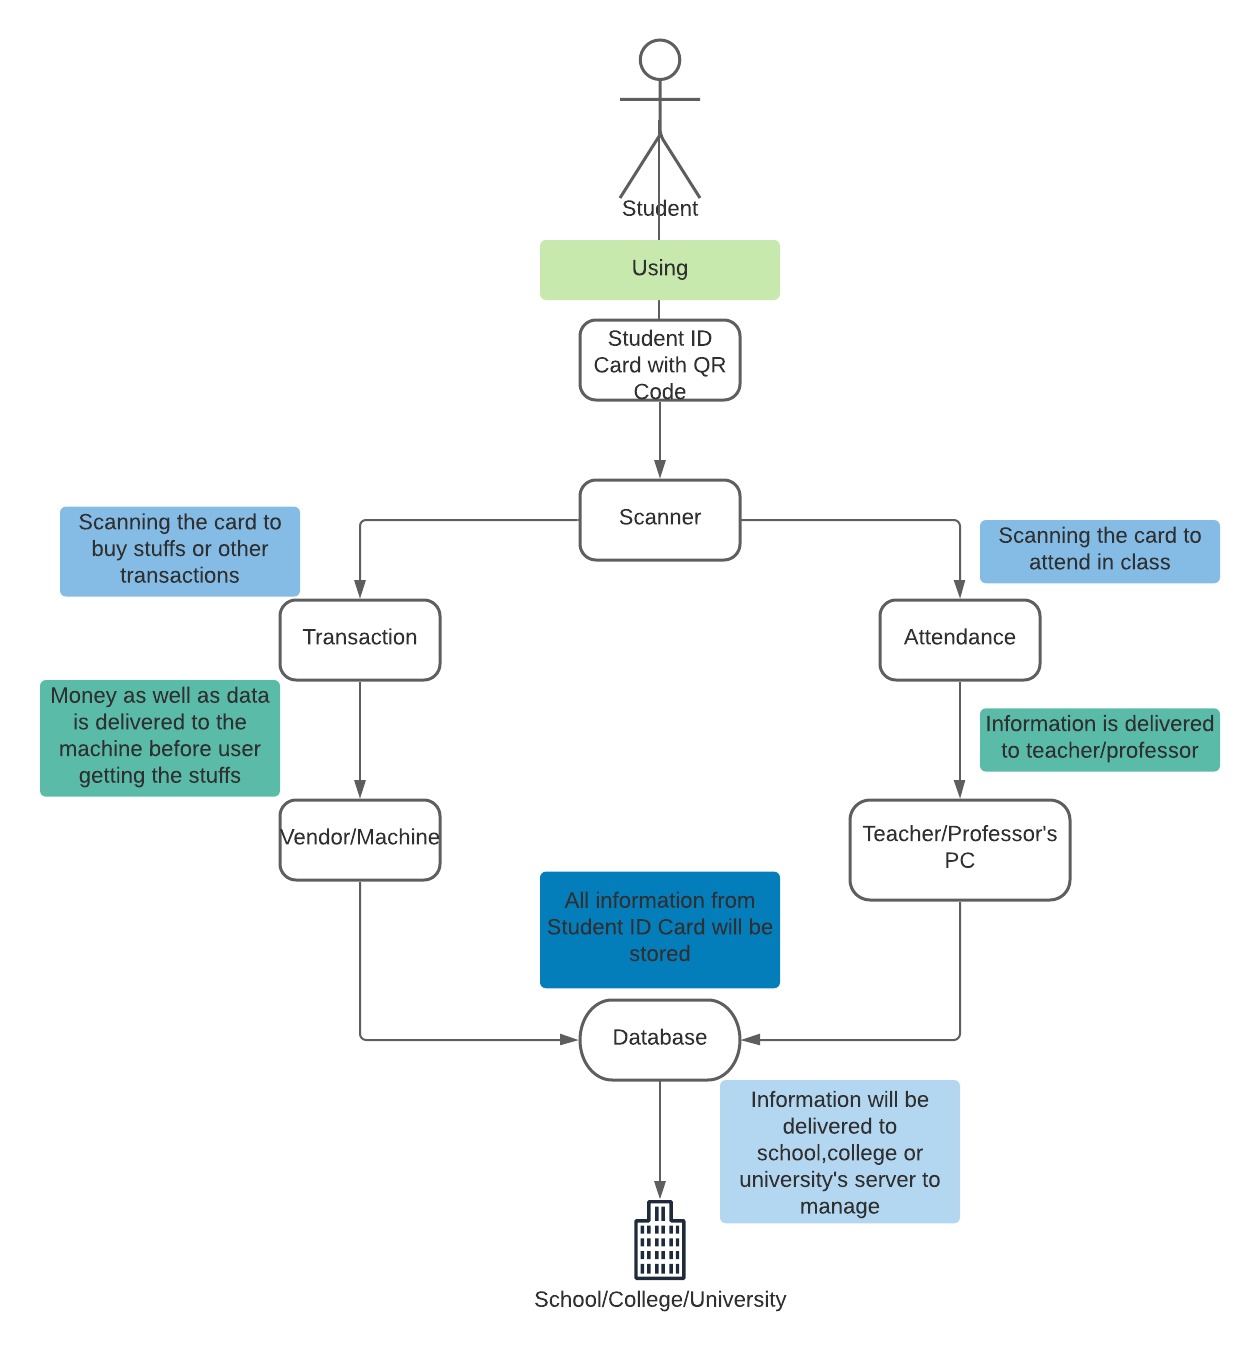 Student
Using
Student ID
Card with QR
Code
Scanner
Scanning the card to
buy stuffs or other
transactions
Scanning the card to
attend in class
Transaction
Attendance
Money as well as data
is delivered to the
machine before user
getting the stuffs
Information is delivered
to teacher/professor
Vendor/Machine
Teacher/Professor's
PC
All information from
Student ID Card will be
stored
Database
Information will be
delivered to
school,college or
university's server to
manage
School/College/University